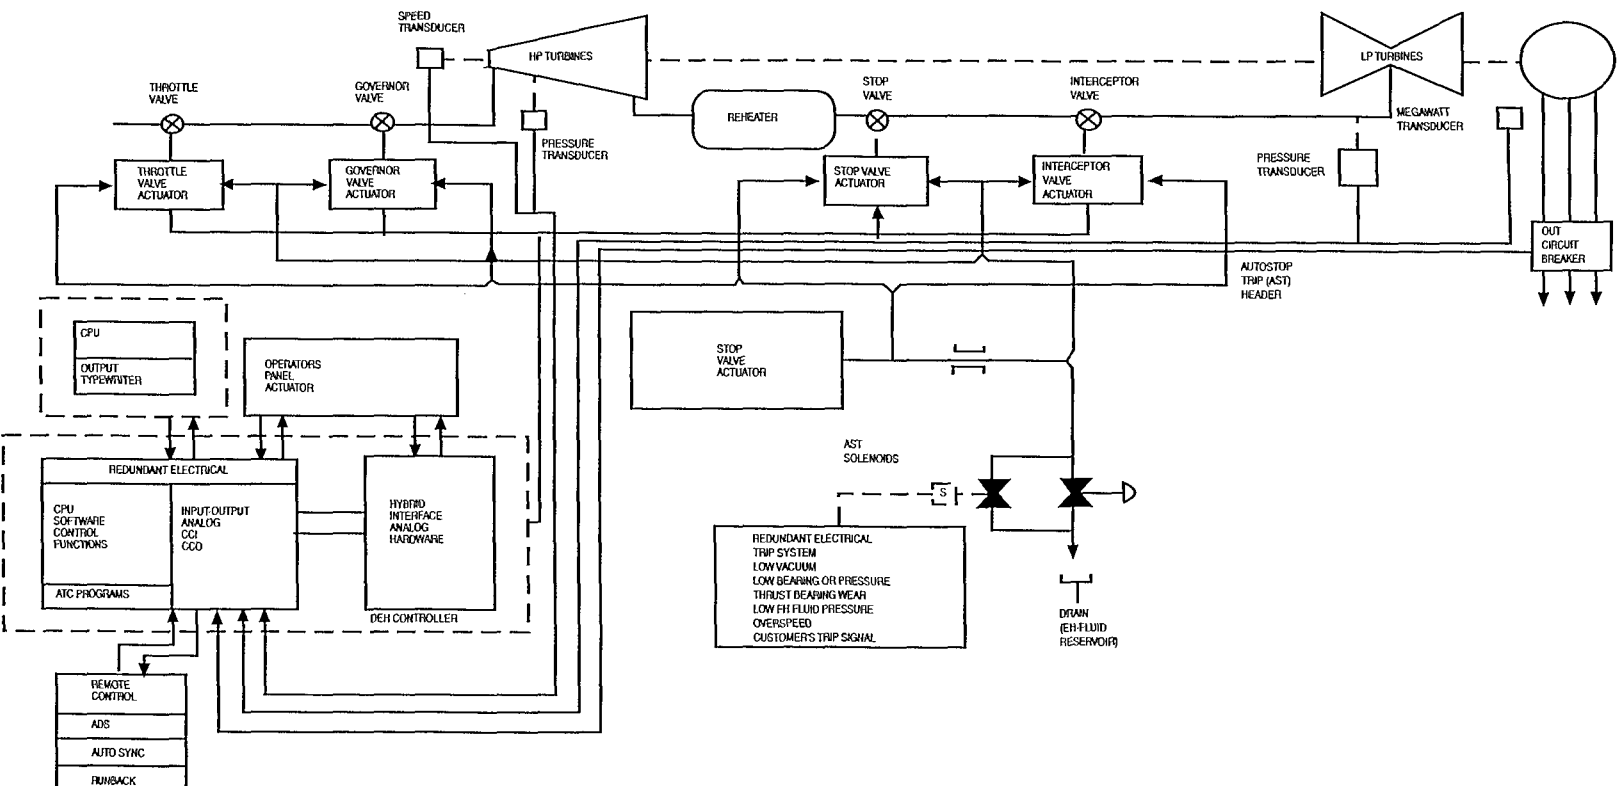 SPEED
TRANSDUCER
HP TURBINES
LP TURBINES
THROTTLE
VALVE
GOVERNOR
VALVE
STOP
VALVE
INTERCEPTOR
VALVE
REHEATER
MEGAWATT
TRANSDUCER
PRESSURE
TRANSDUCER
PRESSURE
TRANSDUCER
THROTTLE
VALVE
ACTUATOR
GOVERNOR
VALVE
ACTUATOR
STOP VALVE
ACTUATOR
INTERCEPTOR
VALVE
ACTUATOR
OUT
CIRCUIT
BREAKER
AUTOSTOP
TRIP (AST)
HEADER
CPU
OUTPUT
TYPEWRITER
OPERATORS
PANEL
ACTUATOR
STOP
VALVE
ACTUATOR
AST
SOLENOIDS
S
REDUNDANT ELECTRICAL
CPU
SOFTWARE
CONTROL
FUNCTIONS
INPUT-OUTPUT
ANALOG
CCI
CCO
HYBRID
INTERFACE
ANALOG
HARDWARE
ATC PROGRAMS
DEH CONTROLLER
REDUNDANT ELECTRICAL
TRIP SYSTEM
LOW VACUUM
LOW BEARING OR PRESSURE
THRUST BEARING WEAR
LOW FH FLUID PRESSURE
OVERSPEED
CUSTOMER'S TRIP SIGNAL
DRAIN
(EH-FLUID
RESERVOIR)
REMOTE
CONTROL
ADS
AUTO SYNC
RUNBACK